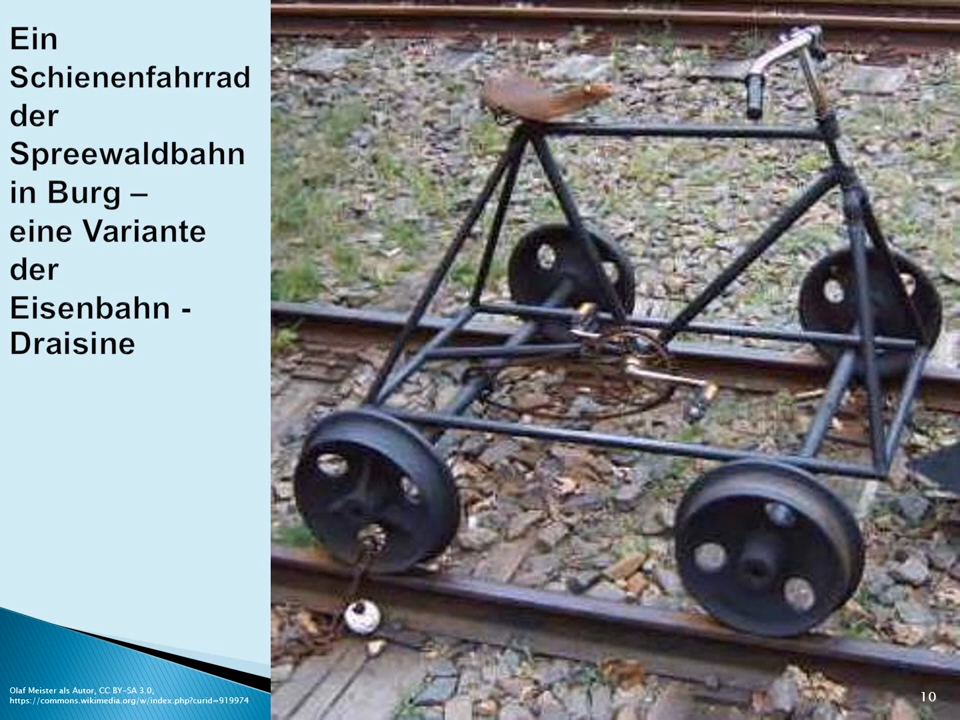 Ein
Schienenfahrrad
der
Spreewaldbahn
in Burg –
eine Variante
der
Eisenbahn -
Draisine
Olaf Meister als Autor, CC BY-SA 3.0,
https://commons.wikimedia.org/w/index.php?curid=919974
10